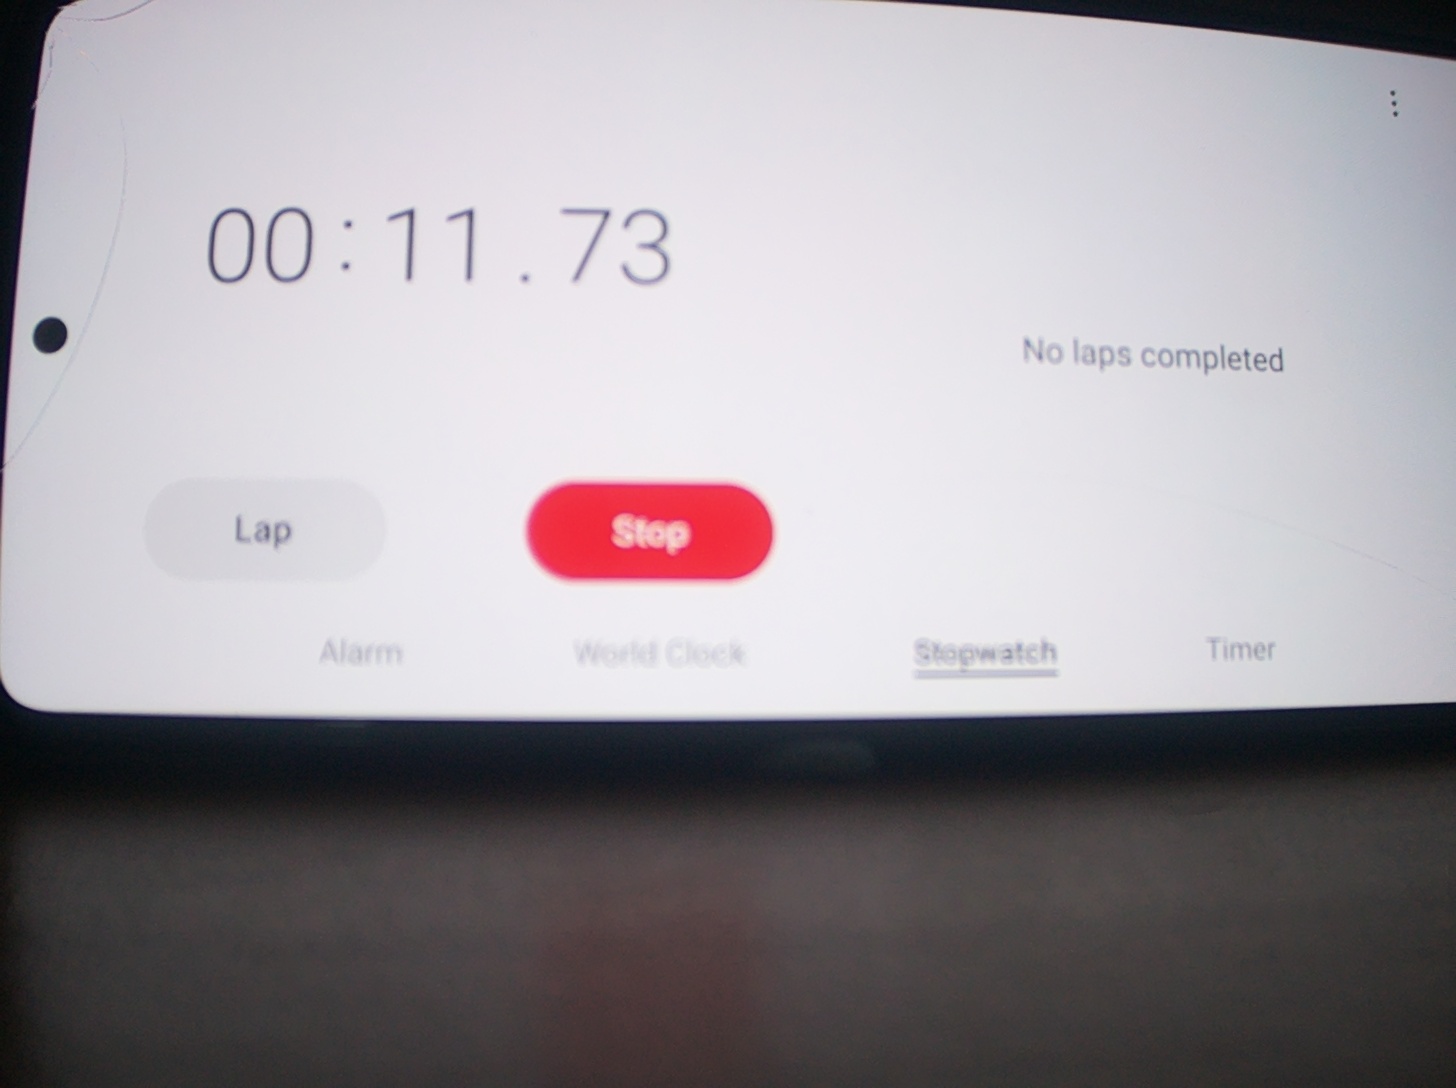 00:11.73
No laps completed
Lap
Stop
Alarm
World Clock
Stopwatch
Timer